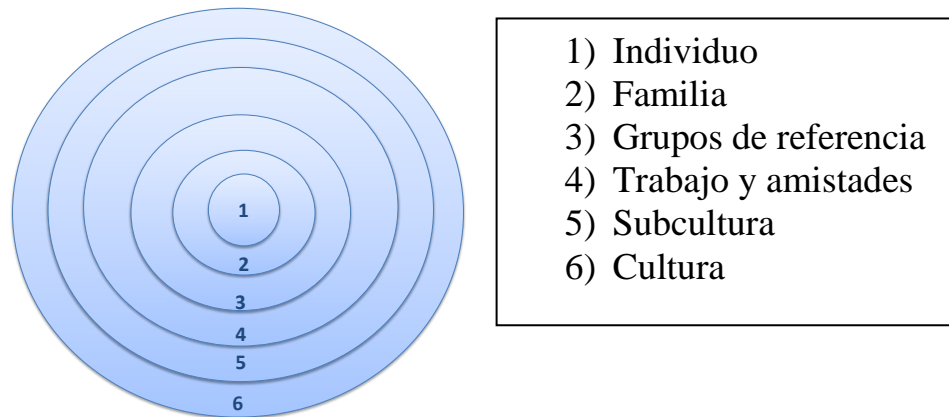 1
2
3
4
5
6
1) Individuo
2) Familia
3) Grupos de referencia
4) Trabajo y amistades
5) Subcultura
6) Cultura